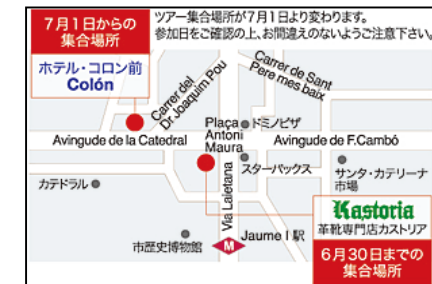 7月1日からの
集合場所
ホテル・コロン前
Colón
ツアー集合場所が7月1日より変わります。
参加日をご確認の上、お間違えのないようご注意下さい。
Carrer del
Dr Joaquin Pou
Carrer de Sant
Pere mes baix
Plaça
Antoni
Maura
ドミノピザ
Avingude de la Catedral
Avingude de F.Cambó
スターバックス
サンタ・カテリーナ
市場
カテドラル
Via Laietana
Kastoria
革靴専門店カストリア
6月30日までの
集合場所
市歴史博物館
M
Jaume I 駅